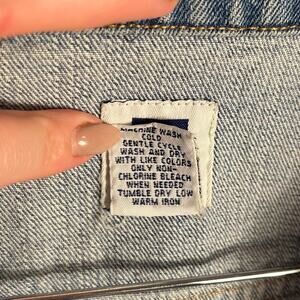 MACHINE WASH
COLD
GENTLE CYCLE
WASH AND DRY
WITH LIKE COLORS
ONLY NON-
CHLORINE BLEACH
WHEN NEEDED
TUMBLE DRY LOW
WARM IRON